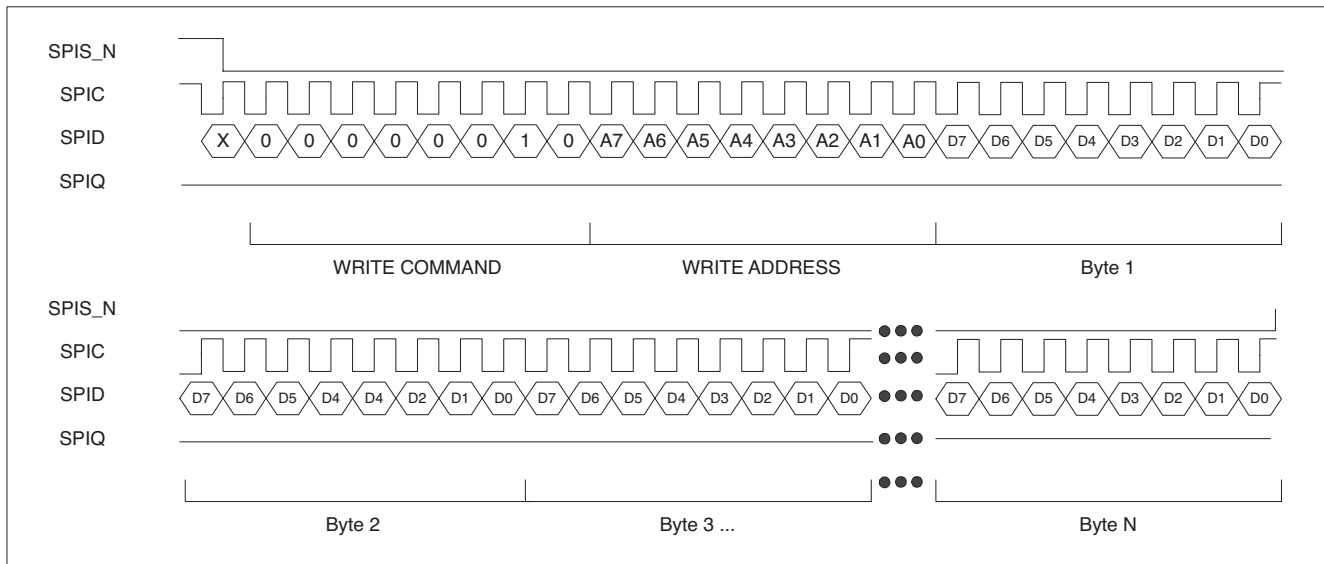 SPIS_N
SPIC
SPID X 0 0 0 0 0 0 1 0 A7 A6 A5 A4 A3 A2 A1 A0 D7 D6 D5 D4 D3 D2 D1 D0
SPIQ
WRITE COMMAND WRITE ADDRESS Byte 1
SPIS_N
SPIC
SPID D7 D6 D5 D4 D4 D2 D1 D0 D7 D6 D5 D4 D3 D2 D1 D0 D7 D6 D5 D4 D3 D2 D1 D0
SPIQ
Byte 2 Byte 3 ... Byte N